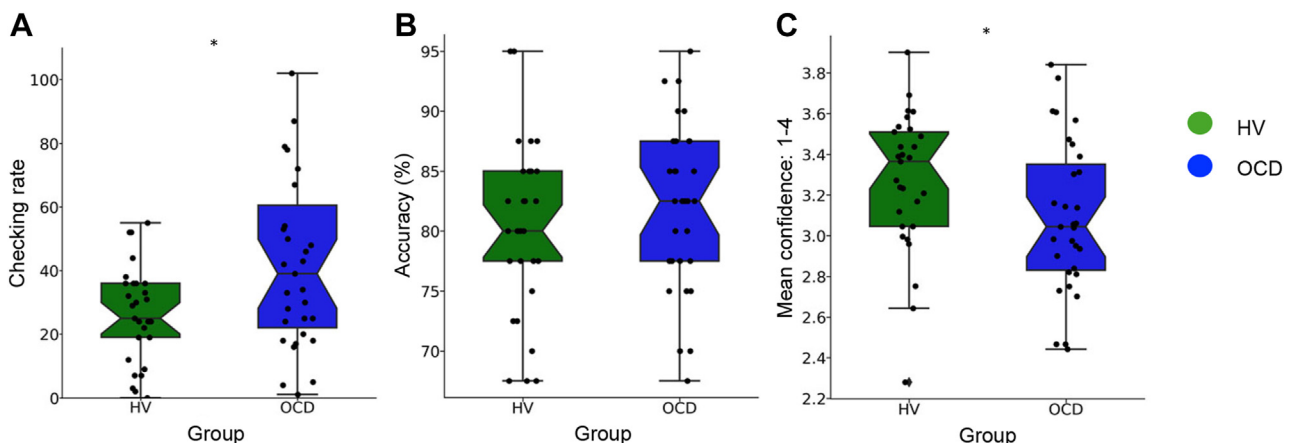 A
*
Checking rate
100
80
60
40
20
0
HV
OCD
Group
B
Accuracy (%)
95
90
85
80
75
70
HV
OCD
Group
C
*
Mean confidence: 1-4
3.8
3.6
3.4
3.2
3.0
2.8
2.6
2.4
2.2
HV
OCD
Group
HV
OCD